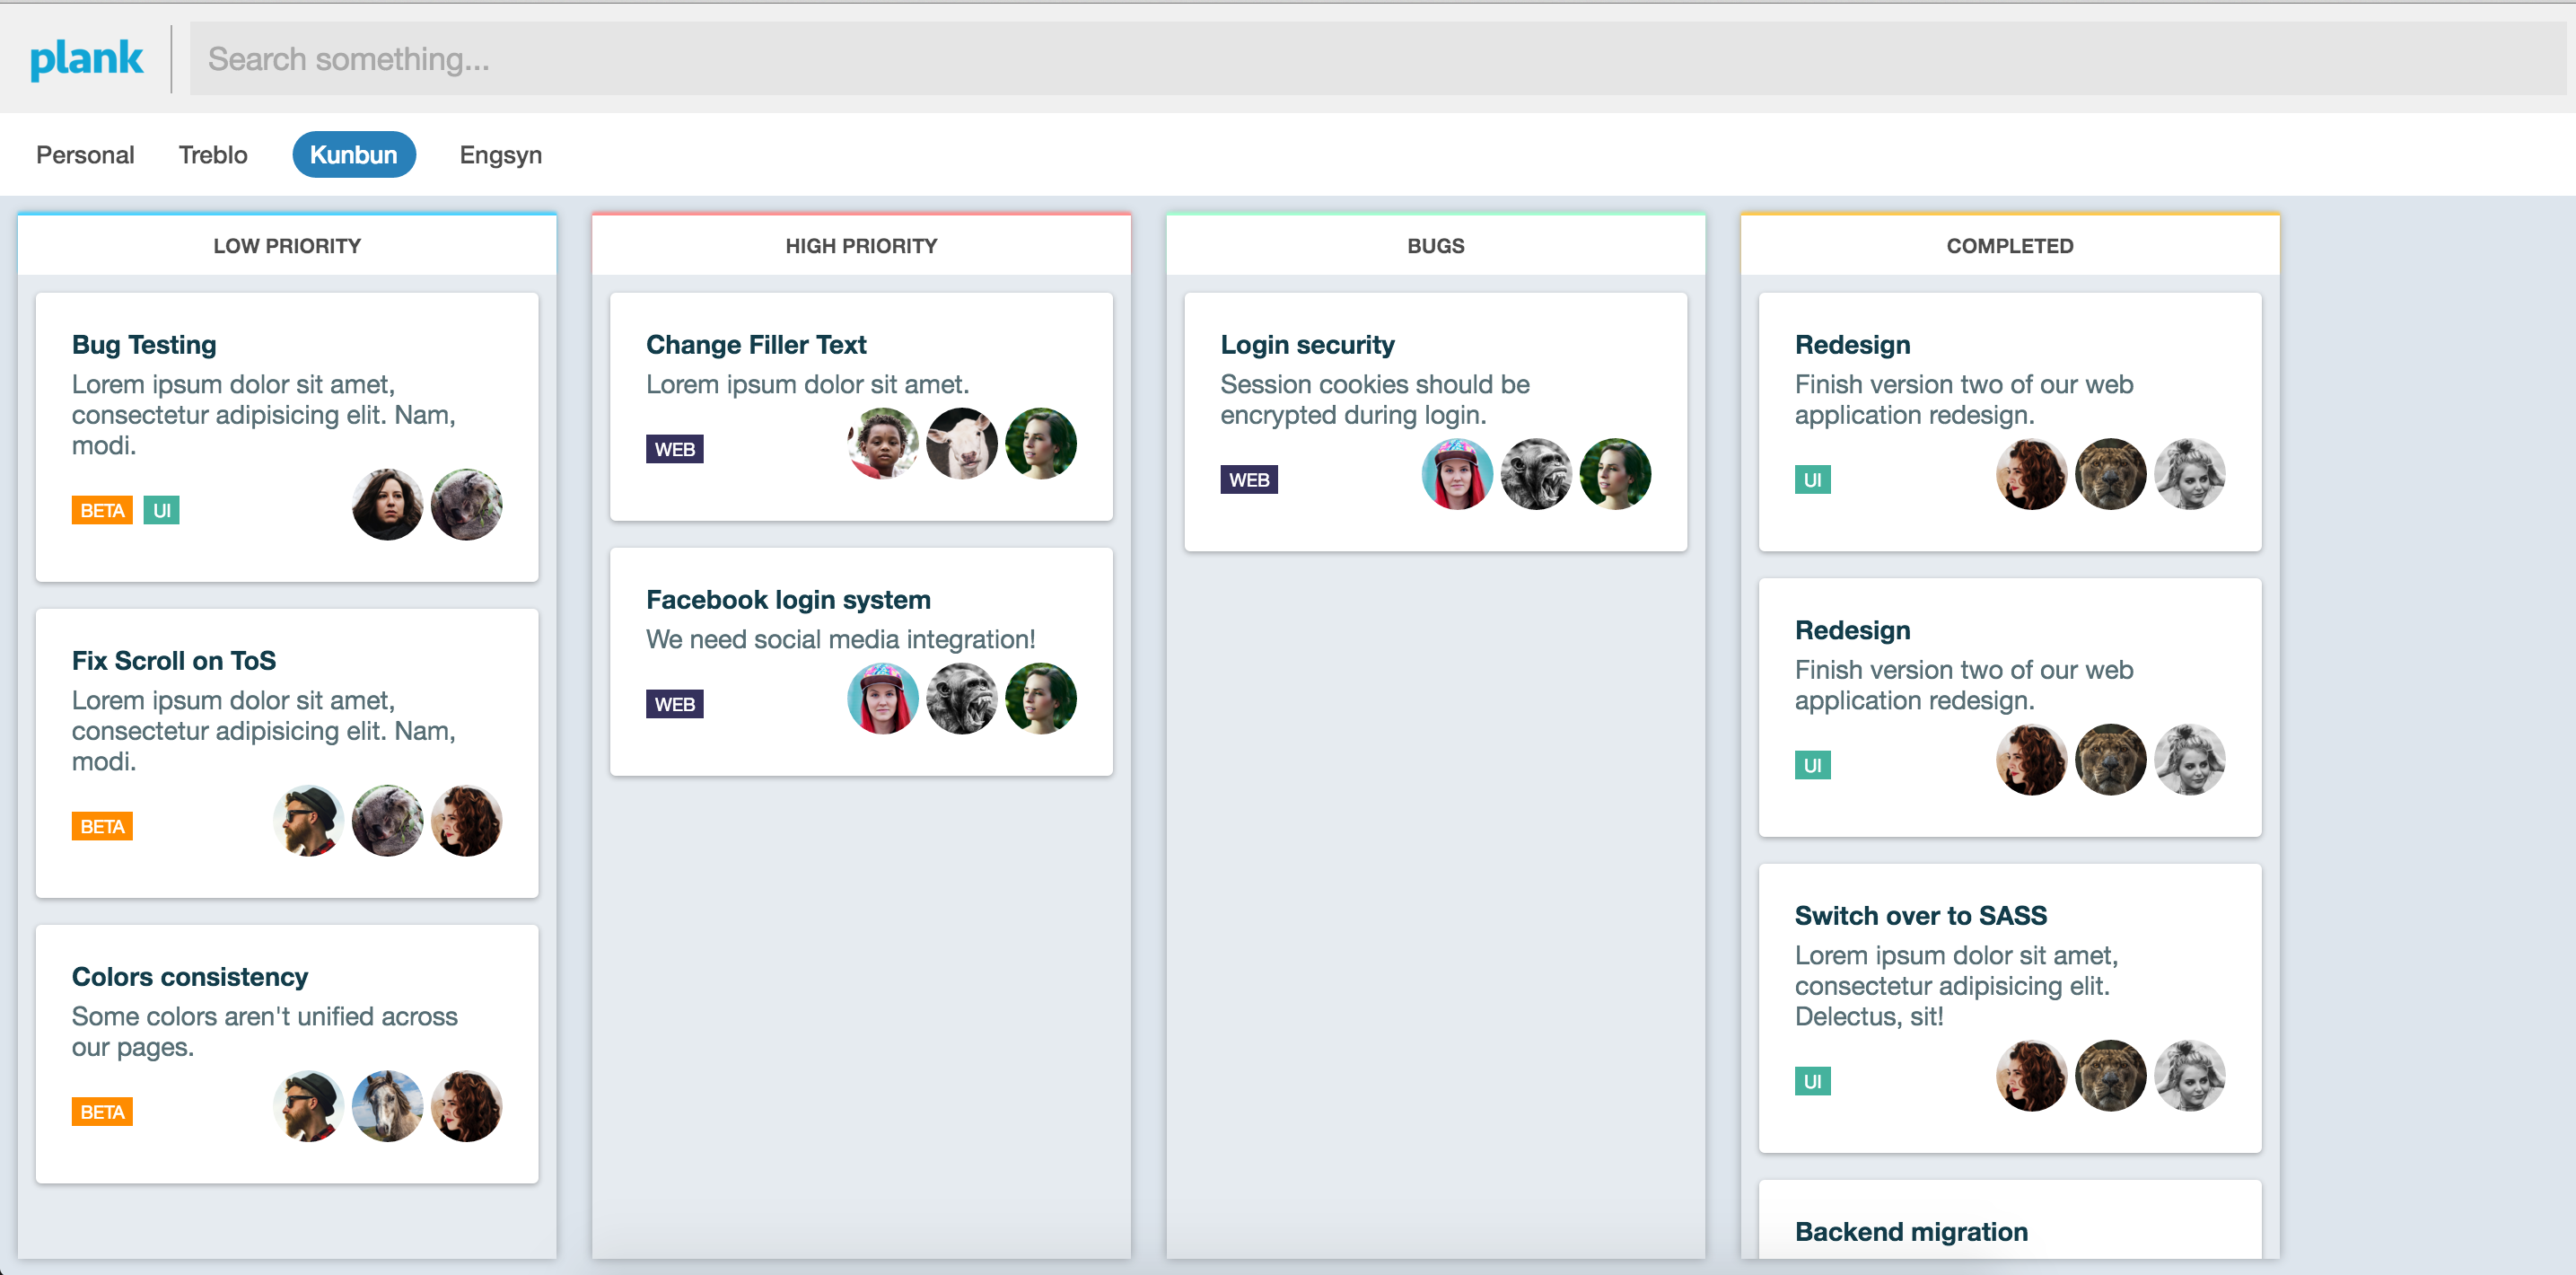 plank
Search something...
Personal
Treblo
Kunbun
Engsyn
LOW PRIORITY
Bug Testing
Lorem ipsum dolor sit amet,
consectetur adipisicing elit. Nam,
modi.
BETA UI
Fix Scroll on ToS
Lorem ipsum dolor sit amet,
consectetur adipisicing elit. Nam,
modi.
BETA
Colors consistency
Some colors aren't unified across
our pages.
BETA
HIGH PRIORITY
Change Filler Text
Lorem ipsum dolor sit amet.
WEB
Facebook login system
We need social media integration!
WEB
BUGS
Login security
Session cookies should be
encrypted during login.
WEB
COMPLETED
Redesign
Finish version two of our web
application redesign.
UI
Redesign
Finish version two of our web
application redesign.
UI
Switch over to SASS
Lorem ipsum dolor sit amet,
consectetur adipisicing elit.
Delectus, sit!
UI
Backend migration